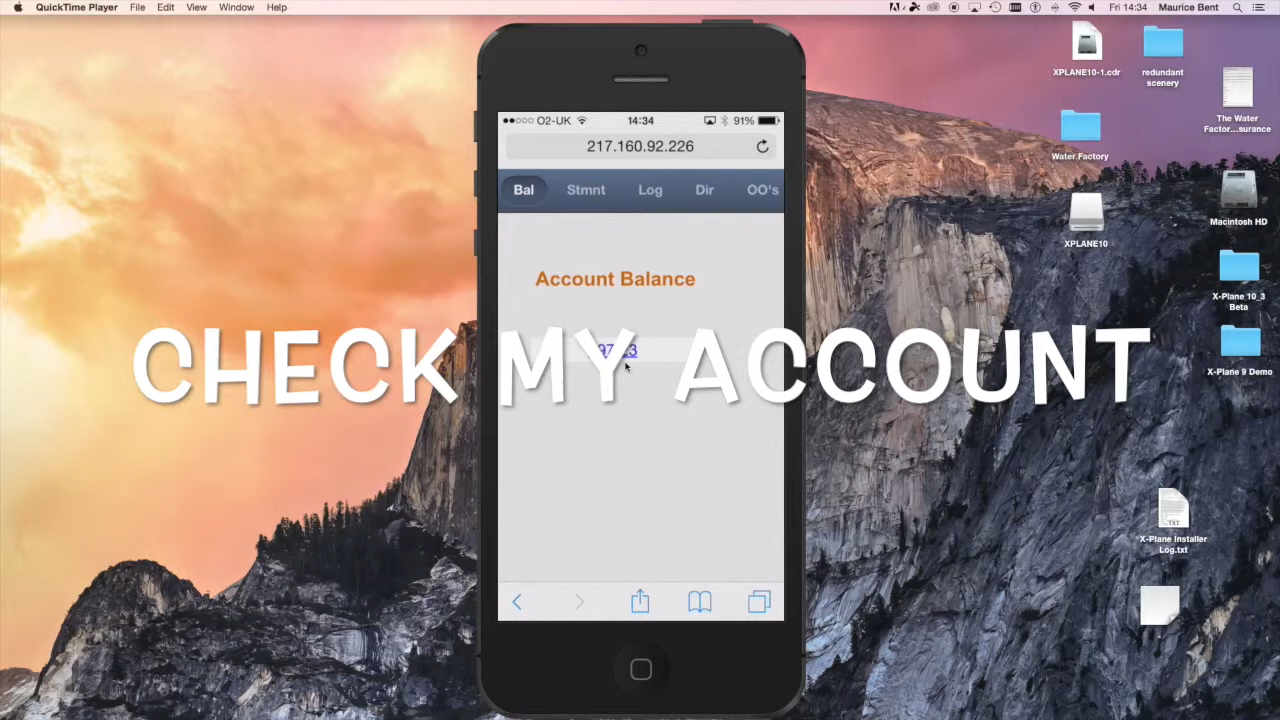 QuickTime Player File Edit View Window Help
Fri 14:34 Maurice Bent
O2-UK 14:34 91%
217.160.92.226
Bal Stmnt Log Dir OO's
Account Balance
CHECK MY ACCOUNT
XPLANE10-1.cdr
redundant
scenery
The Water
Factor...surance
Water Factory
Macintosh HD
XPLANE10
X-Plane 10_3
Beta
X-Plane 9 Demo
TXT
X-Plane Installer
Log.txt